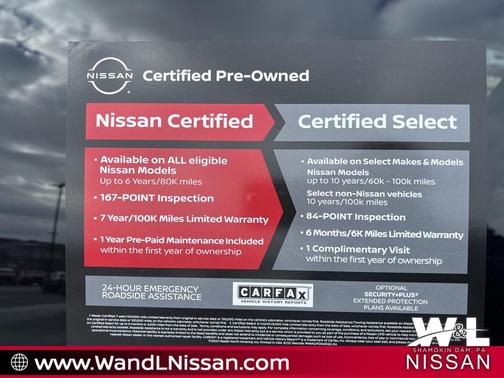 NISSAN
Certified Pre-Owned
Nissan Certified
• Available on ALL eligible
Nissan Models
Up to 6 Years/80K miles
• 167-POINT Inspection
• 7 Year/100K Miles Limited Warranty
• 1 Year Pre-Paid Maintenance Included
within the first year of ownership
Certified Select
• Available on Select Makes & Models
Nissan Models
up to 10 years/60k - 100k miles
Select non-Nissan vehicles
10 years/100k miles
• 84-POINT Inspection
• 6 Months/6K Miles Limited Warranty
• 1 Complimentary Visit
within the first year of ownership
24-HOUR EMERGENCY
ROADSIDE ASSISTANCE
CARFAX
VEHICLE HISTORY REPORTS
OPTIONAL
SECURITY+PLUS®
EXTENDED PROTECTION
PLANS AVAILABLE
W&L
NISSAN
W&L
SHAMOKIN DAM, PA
NISSAN
www.WandLNissan.com